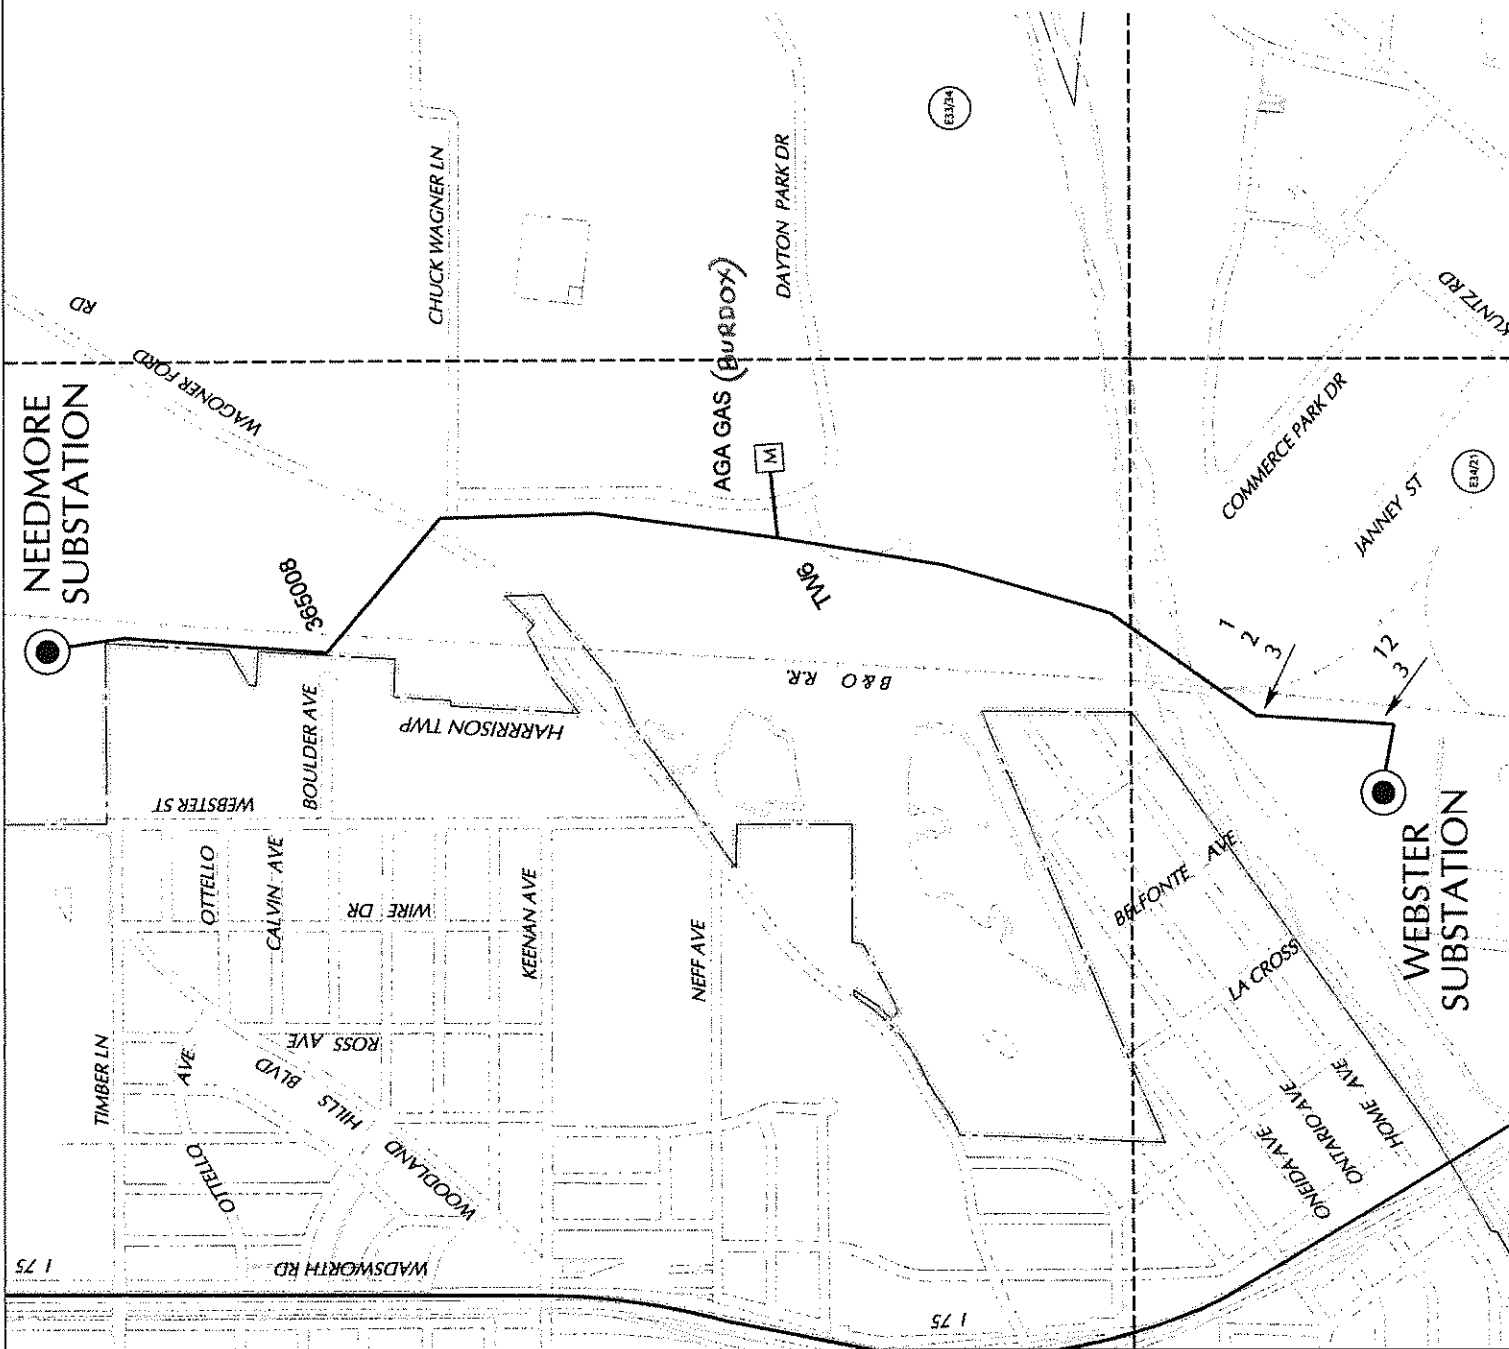 NEEDMORE
SUBSTATION
RD
WAGONER FORD
CHUCK WAGNER LN
365008
AGA GAS (BURDOX)
M
DAYTON PARK DR
E33/34
TW6
B & O R.R.
HARRRISON TWP
BOULDER AVE
WEBSTER ST
OTTELLO
CALVIN AVE
WIRE DR
KEENAN AVE
NEFF AVE
TIMBER LN
AVE
ROSS AVE
OTTELLO
WOODLAND HILLS BLVD
WADSWORTH RD
I 75
I 75
BELFONTE AVE
LA CROSS
HOME AVE
ONTARIO AVE
ONEIDA AVE
1
2
3
12
3
COMMERCE PARK DR
JANNEY ST
KUNTZ RD
E34/21
WEBSTER
SUBSTATION